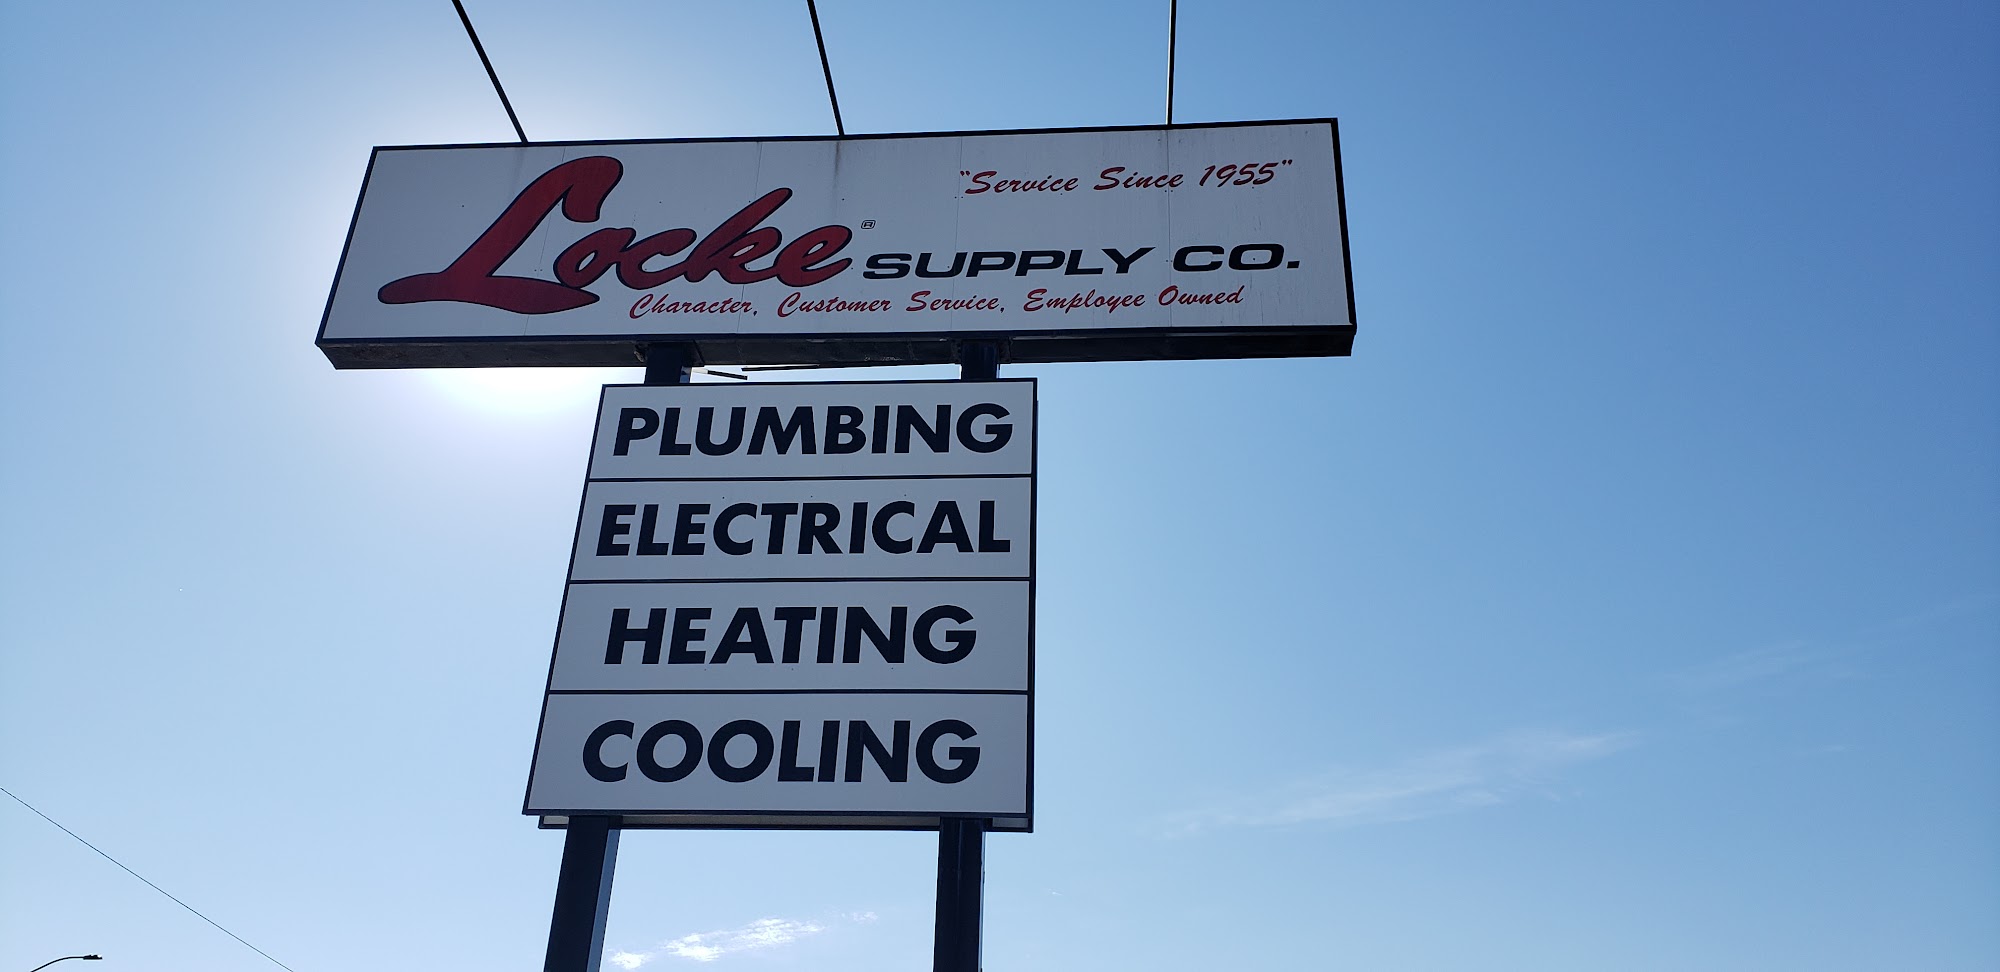 "Service Since 1955"
Locke® SUPPLY CO.
Character, Customer Service, Employee Owned
PLUMBING
ELECTRICAL
HEATING
COOLING